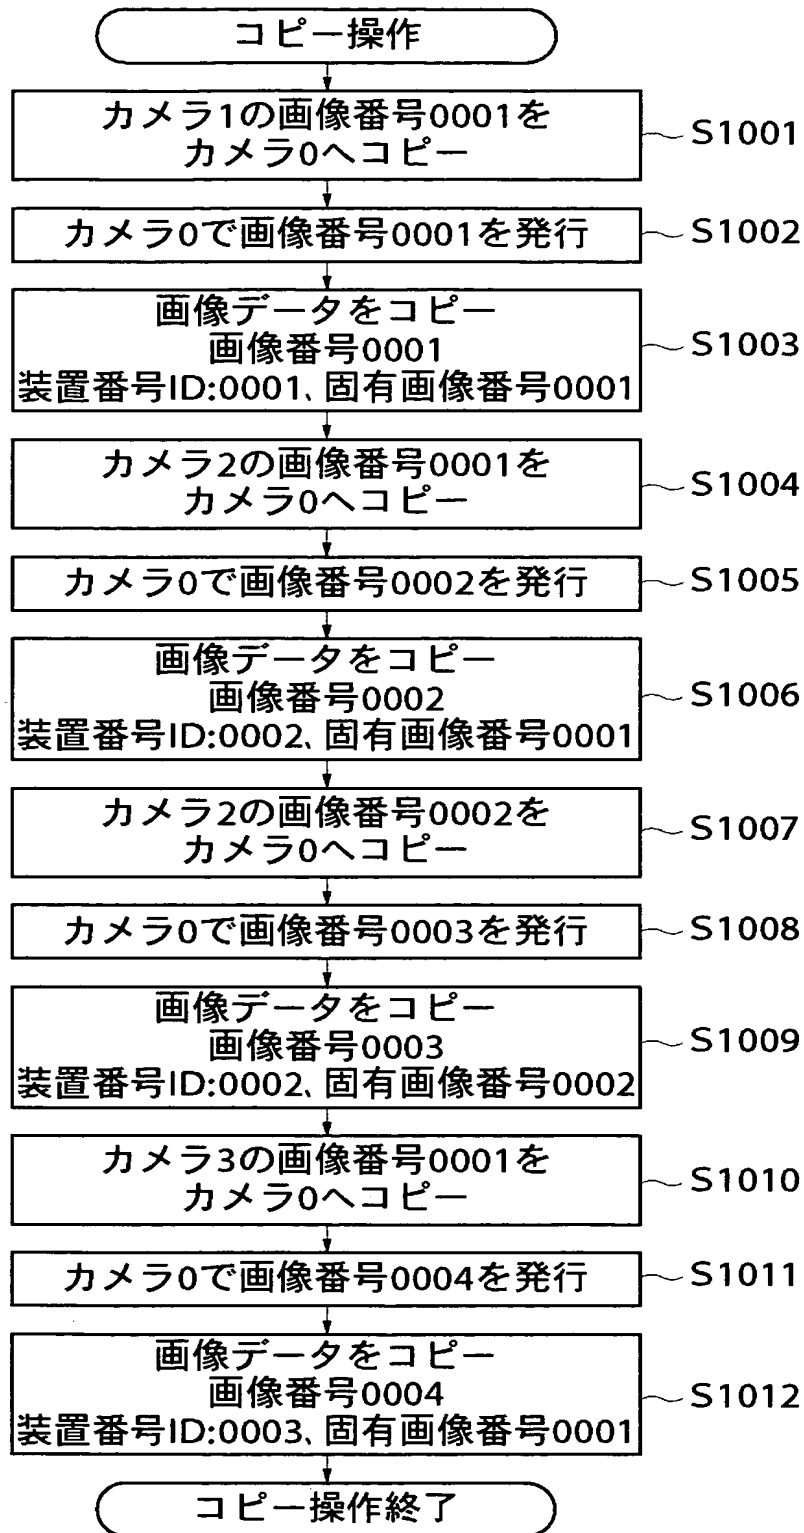 コピー操作
カメラ1の画像番号0001を
カメラ0へコピー
S1001
カメラ0で画像番号0001を発行
S1002
画像データをコピー
画像番号0001
装置番号ID:0001、固有画像番号0001
S1003
カメラ2の画像番号0001を
カメラ0へコピー
S1004
カメラ0で画像番号0002を発行
S1005
画像データをコピー
画像番号0002
装置番号ID:0002、固有画像番号0001
S1006
カメラ2の画像番号0002を
カメラ0へコピー
S1007
カメラ0で画像番号0003を発行
S1008
画像データをコピー
画像番号0003
装置番号ID:0002、固有画像番号0002
S1009
カメラ3の画像番号0001を
カメラ0へコピー
S1010
カメラ0で画像番号0004を発行
S1011
画像データをコピー
画像番号0004
装置番号ID:0003、固有画像番号0001
S1012
コピー操作終了